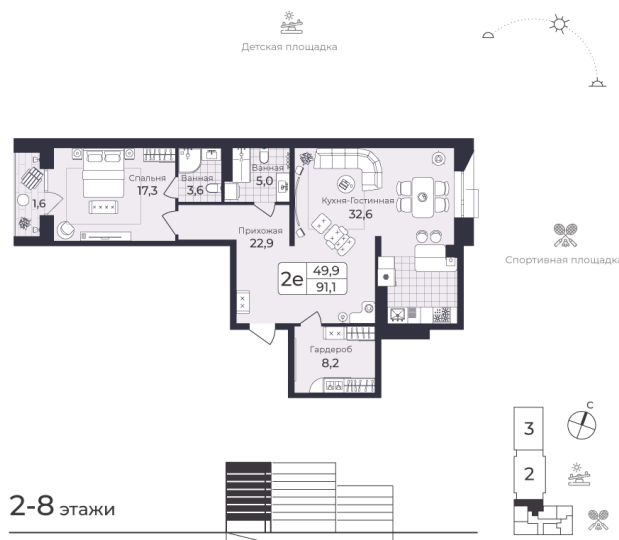 Детская площадка
Спальня
17,3
Ванная
3,6
Ванная
5,0
1,6
Кухня-Гостинная
32,6
Прихожая
22,9
2е
49,9
91,1
Спортивная площадка
Гардероб
8,2
С
3
2
2-8 этажи